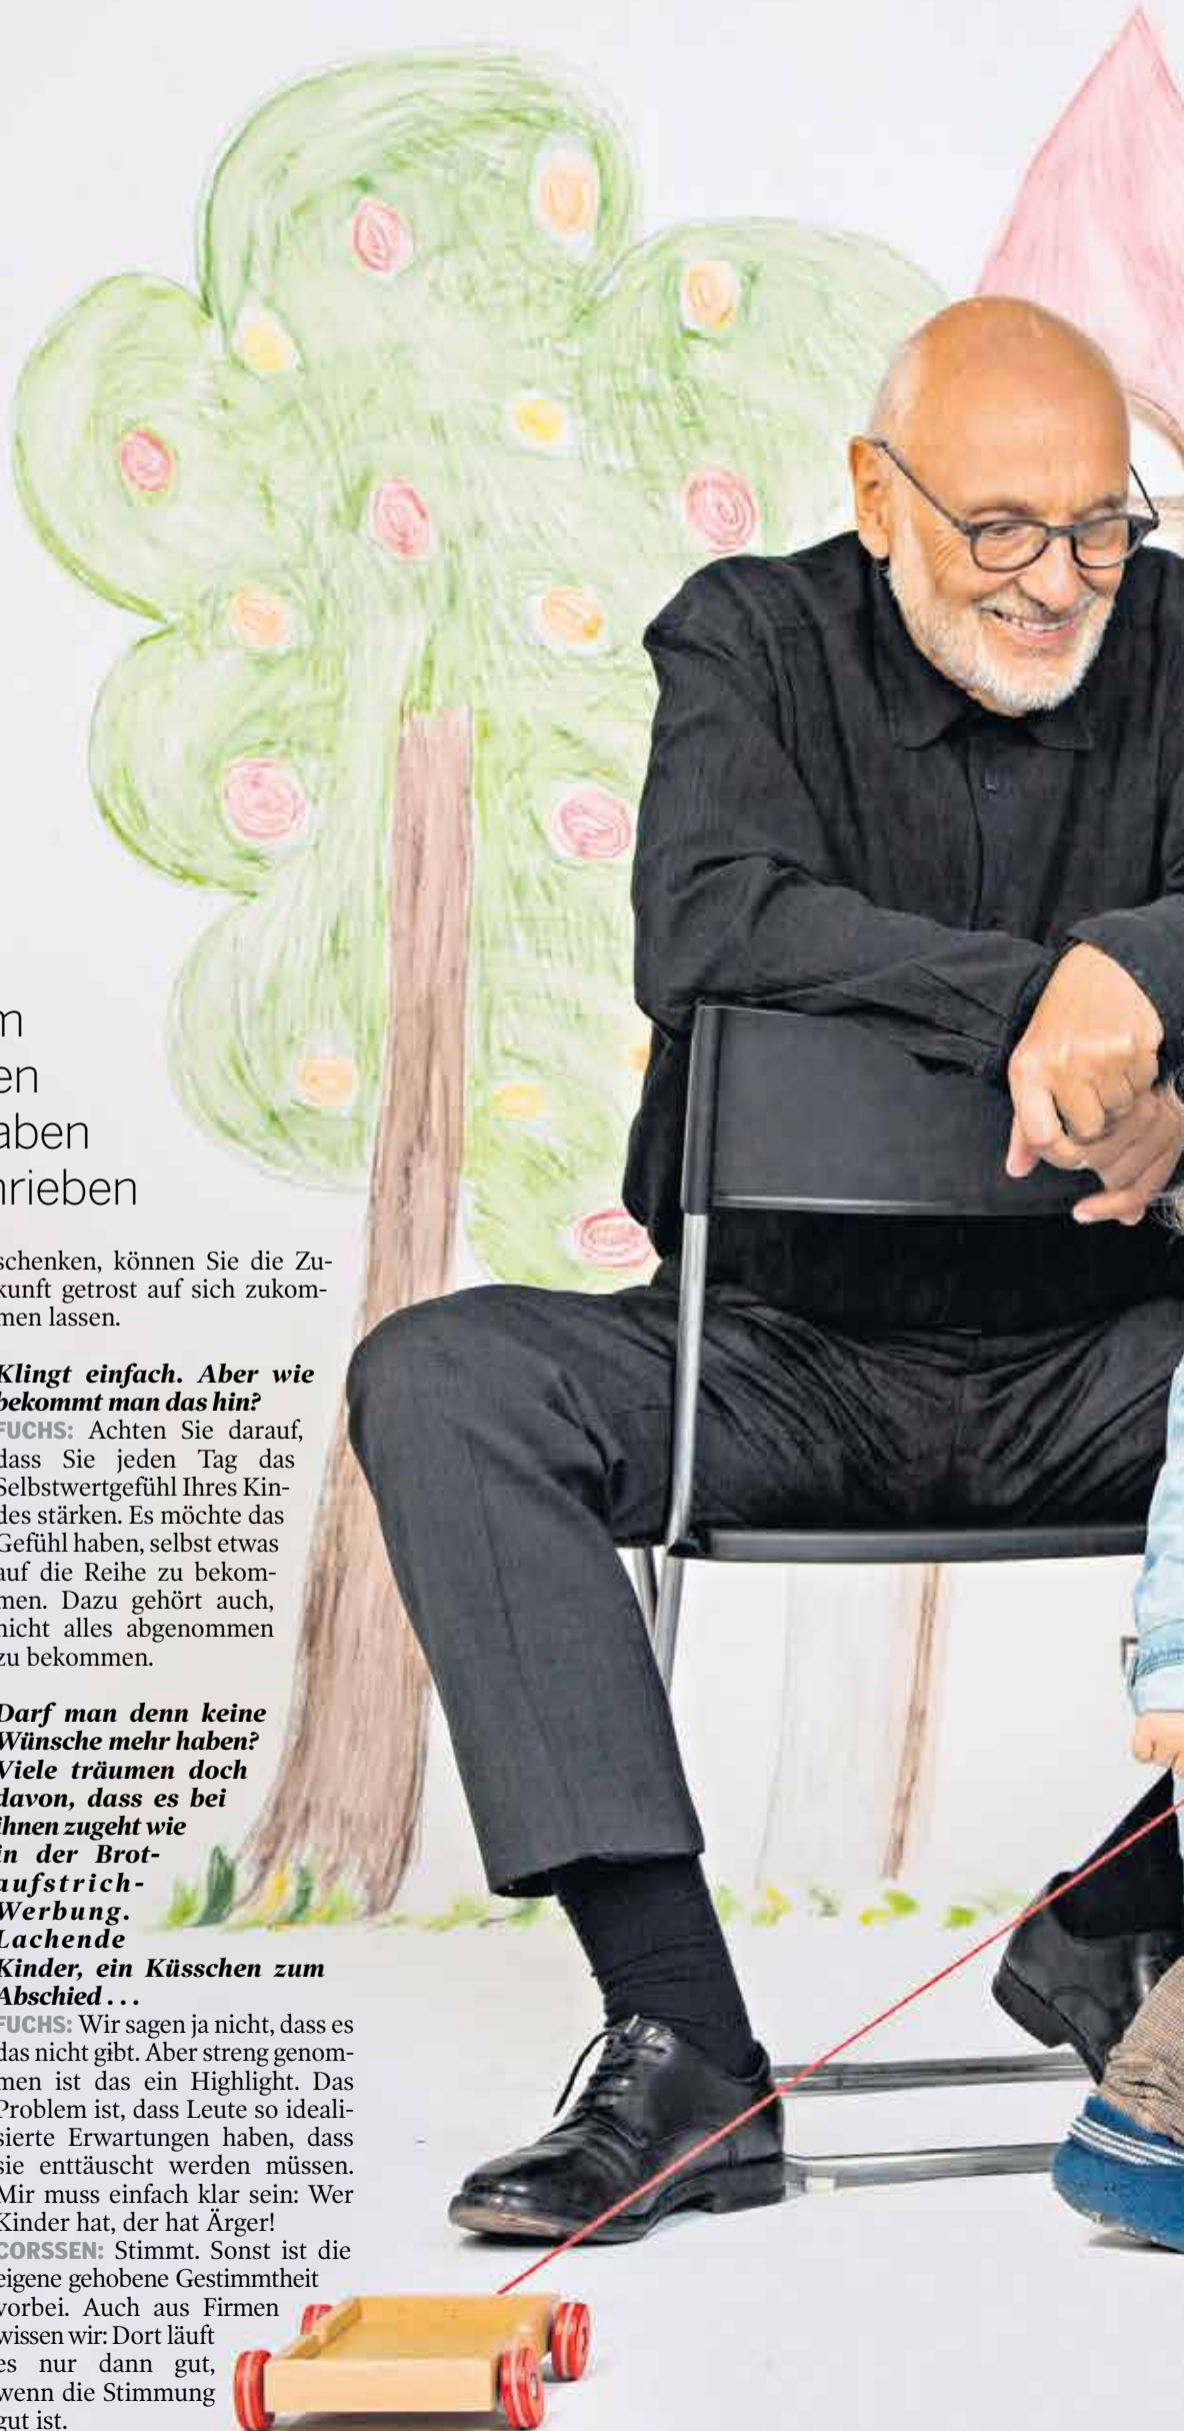 m
en
aben
hrieben
schenken, können Sie die Zu-
kunft getrost auf sich zukom-
men lassen.
Klingt einfach. Aber wie
bekommt man das hin?
FUCHS: Achten Sie darauf,
dass Sie jeden Tag das
Selbstwertgefühl Ihres Kin-
des stärken. Es möchte das
Gefühl haben, selbst etwas
auf die Reihe zu bekom-
men. Dazu gehört auch,
nicht alles abgenommen
zu bekommen.
Darf man denn keine
Wünsche mehr haben?
Viele träumen doch
davon, dass es bei
ihnen zugeht wie
in der Brot-
aufstrich-
Werbung.
Lachende
Kinder, ein Küsschen zum
Abschied . . .
FUCHS: Wir sagen ja nicht, dass es
das nicht gibt. Aber streng genom-
men ist das ein Highlight. Das
Problem ist, dass Leute so ideali-
sierte Erwartungen haben, dass
sie enttäuscht werden müssen.
Mir muss einfach klar sein: Wer
Kinder hat, der hat Ärger!
CORSSEN: Stimmt. Sonst ist die
eigene gehobene Gestimmtheit
vorbei. Auch aus Firmen
wissen wir: Dort läuft
es nur dann gut,
wenn die Stimmung
gut ist.